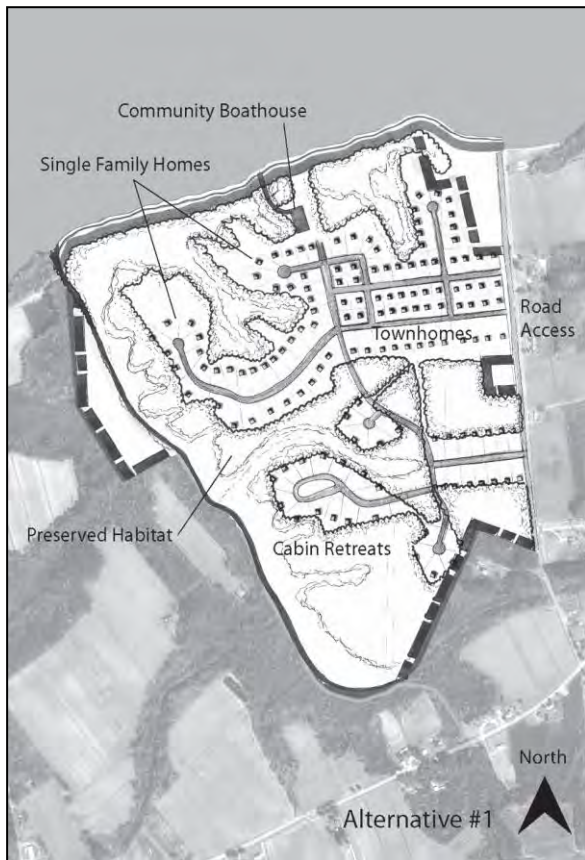 Community Boathouse
Single Family Homes
Townhomes
Road
Access
Preserved Habitat
Cabin Retreats
North
Alternative #1